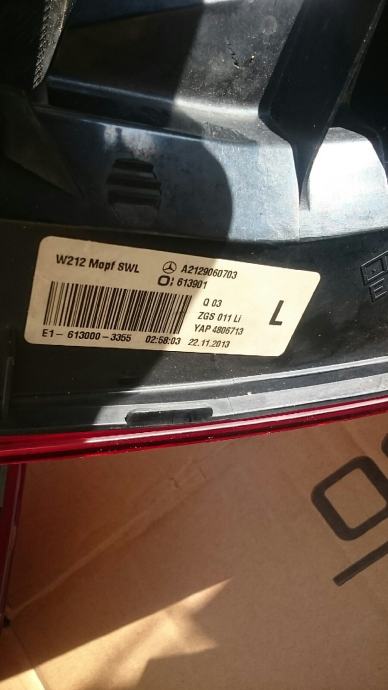 W212 Mopf SWL
A2129060703
613901
Q 03
ZGS 011 Li
YAP 4806713
L
E1- 613000- 3355 02:58:03 22.11.2013